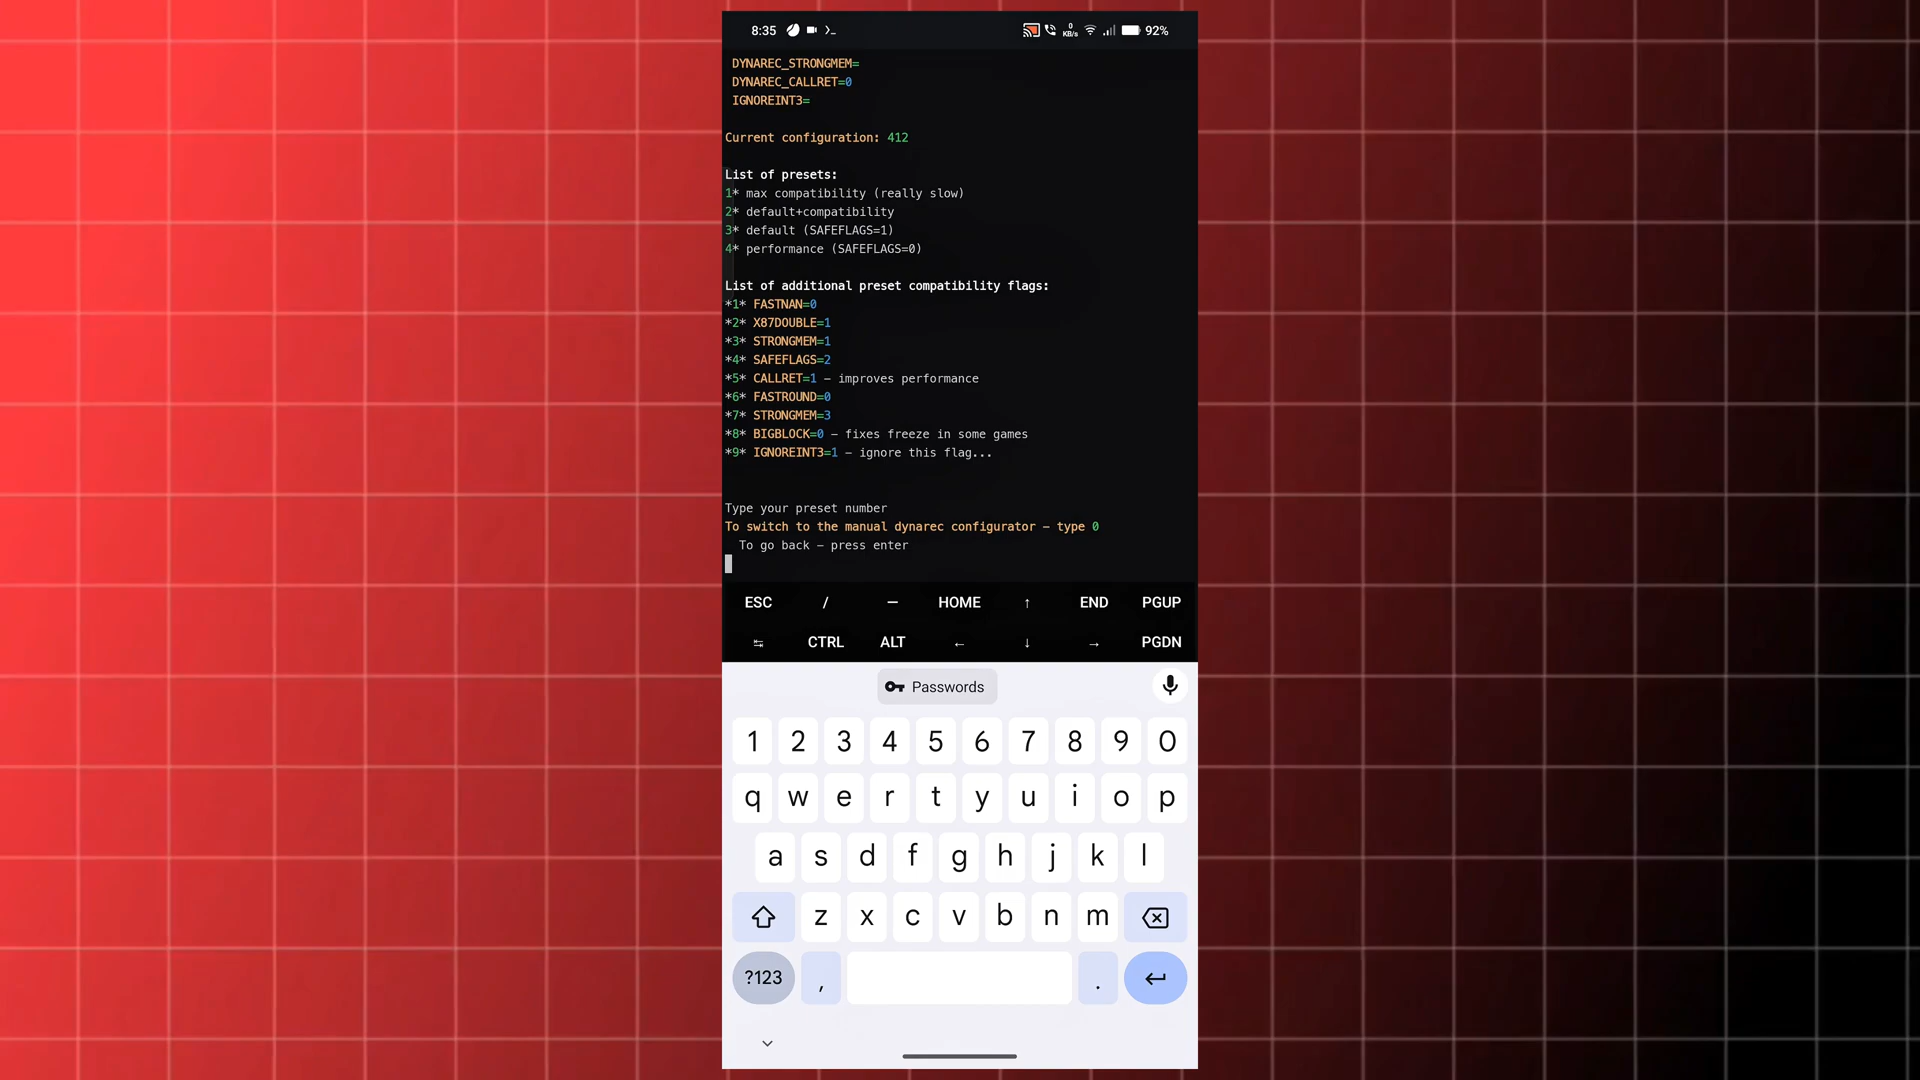 8:35 0 KB/s 92%
DYNAREC_STRONGMEM=
DYNAREC_CALLRET=0
IGNOREINT3=
Current configuration: 412
List of presets:
1* max compatibility (really slow)
2* default+compatibility
3* default (SAFEFLAGS=1)
4* performance (SAFEFLAGS=0)
List of additional preset compatibility flags:
*1* FASTNAN=0
*2* X87DOUBLE=1
*3* STRONGMEM=1
*4* SAFEFLAGS=2
*5* CALLRET=1 – improves performance
*6* FASTROUND=0
*7* STRONGMEM=3
*8* BIGBLOCK=0 – fixes freeze in some games
*9* IGNOREINT3=1 – ignore this flag...
Type your preset number
To switch to the manual dynarec configurator – type 0
To go back – press enter
ESC / — HOME ↑ END PGUP
↹ CTRL ALT ← ↓ → PGDN
Passwords
1 2 3 4 5 6 7 8 9 0
q w e r t y u i o p
a s d f g h j k l
z x c v b n m
?123 , .